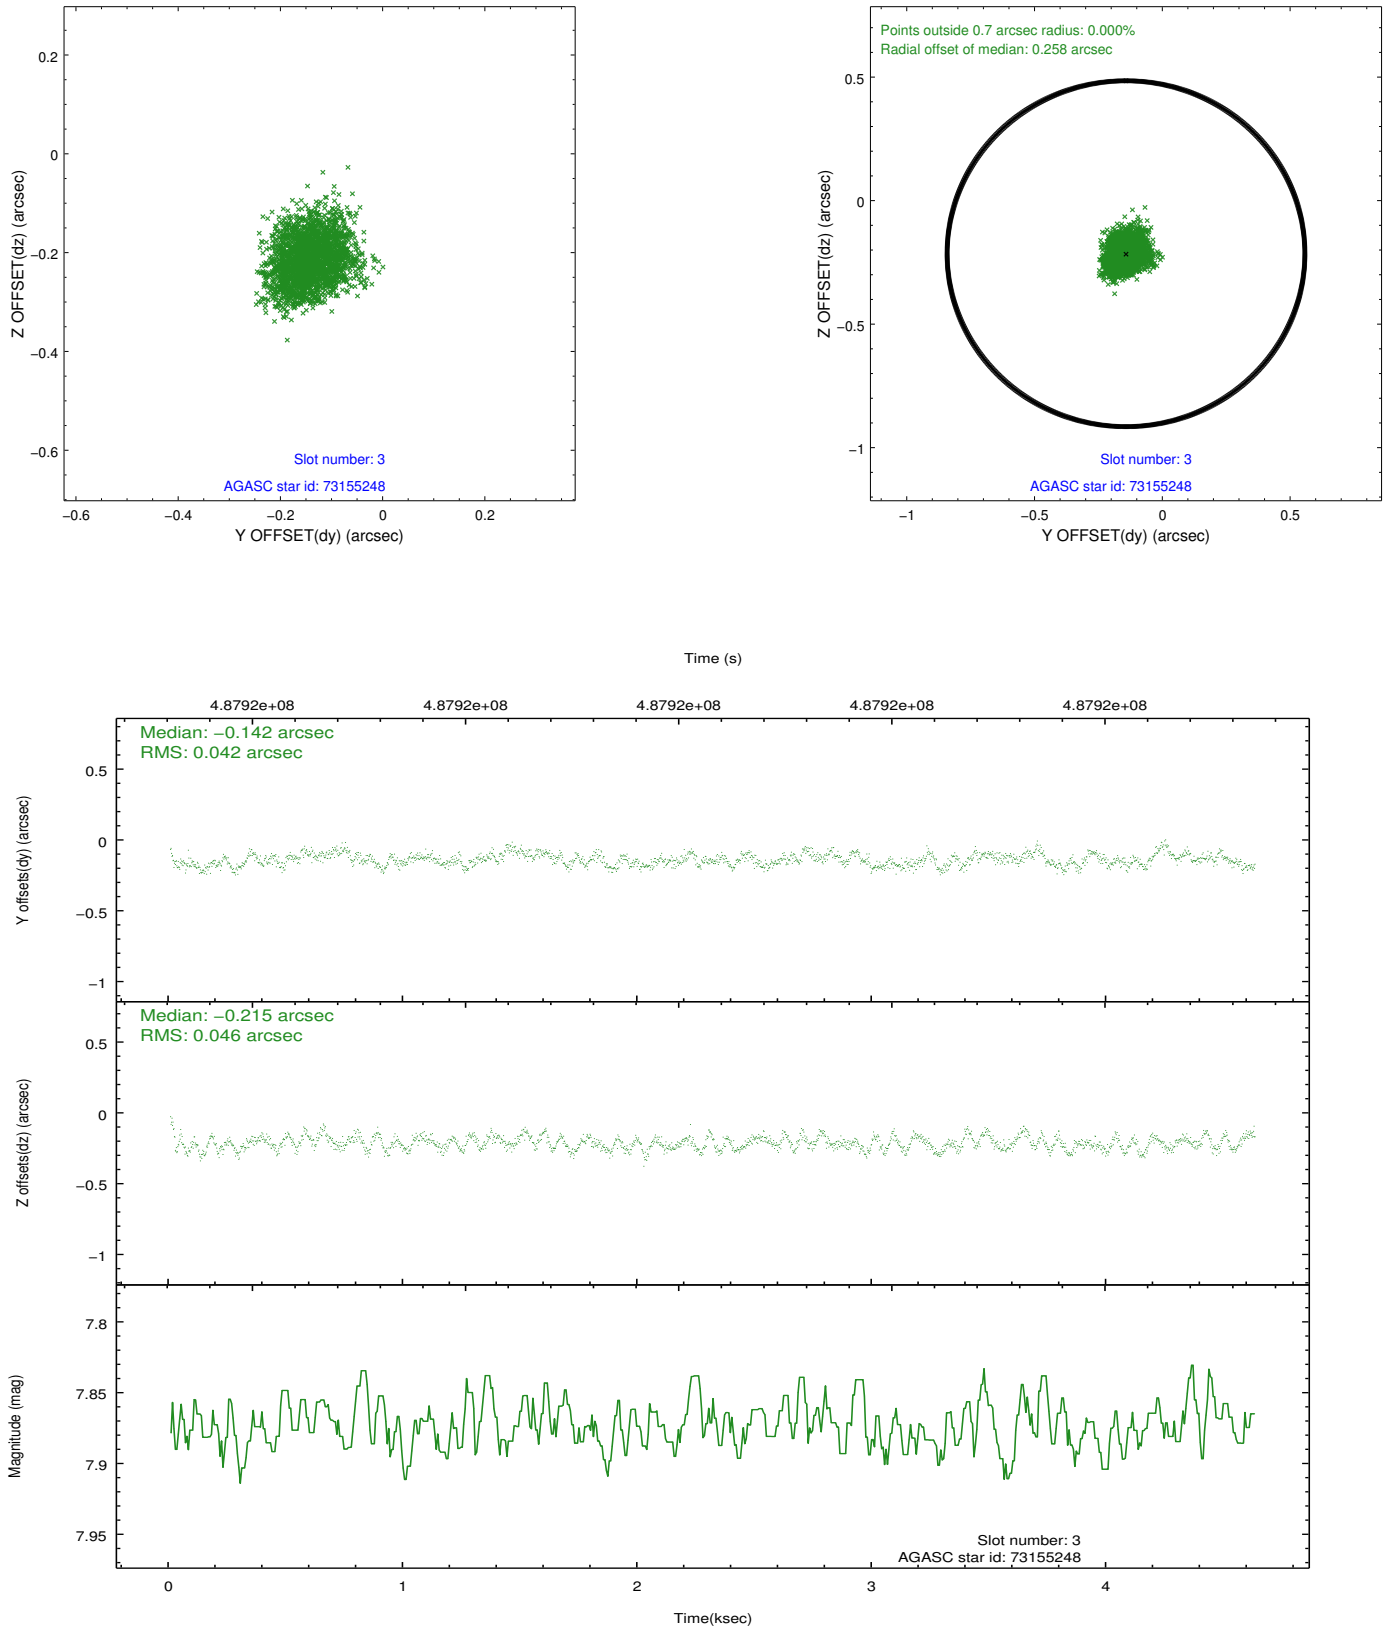 0.2
0
−0.2
−0.4
−0.6
Z OFFSET(dz) (arcsec)
Slot number: 3
AGASC star id: 73155248
−0.6 −0.4 −0.2 0 0.2
Y OFFSET(dy) (arcsec)
Points outside 0.7 arcsec radius: 0.000%
Radial offset of median: 0.258 arcsec
0.5
0
−0.5
−1
Z OFFSET(dz) (arcsec)
Slot number: 3
AGASC star id: 73155248
−1 −0.5 0 0.5
Y OFFSET(dy) (arcsec)
Time (s)
4.8792e+08 4.8792e+08 4.8792e+08 4.8792e+08 4.8792e+08
Median: −0.142 arcsec
RMS: 0.042 arcsec
0.5
0
−0.5
−1
Y offsets(dy) (arcsec)
Median: −0.215 arcsec
RMS: 0.046 arcsec
0.5
0
−0.5
−1
Z offsets(dz) (arcsec)
7.8
7.85
7.9
7.95
Magnitude (mag)
Slot number: 3
AGASC star id: 73155248
0 1 2 3 4
Time(ksec)